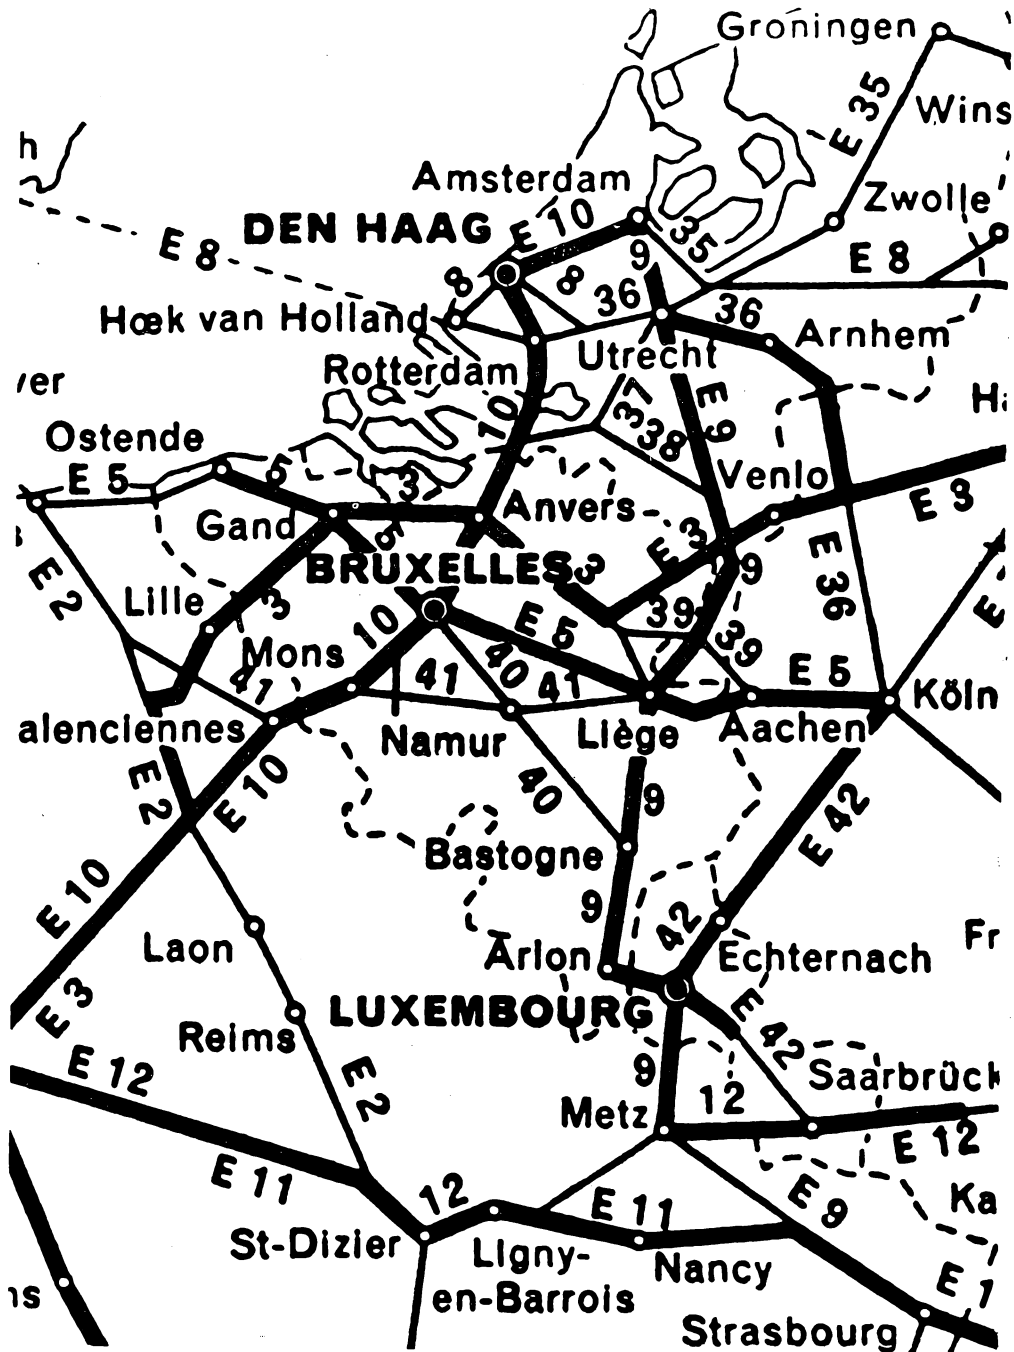 Groningen
E 35
Wins
h
Amsterdam
Zwolle
DEN HAAG
E 10
35
E 8
9
E 8
8
8
36
36
Hœk van Holland
Arnhem
Utrecht
Rotterdam
/er
37
E 9
H
10
38
Ostende
Venlo
E 5
5
3
E 3
Gand
Anvers
5
E 3
BRUXELLES
3
9
E 2
E 36
E
Lille
3
39
10
E 5
39
Mons
40
41
41
41
E 5
Köln
alenciennes
Namur
Liège
Aachen
E 2
E 10
40
9
E 42
Bastogne
E 10
9
42
Fr
Laon
Arlon
Echternach
E 3
LUXEMBOURG
E 42
Reims
E 12
E 2
9
Saarbrück
12
Metz
E 12
E 11
12
E 11
E 9
Ka
St-Dizier
Ligny-
en-Barrois
Nancy
E 1
ns
Strasbourg